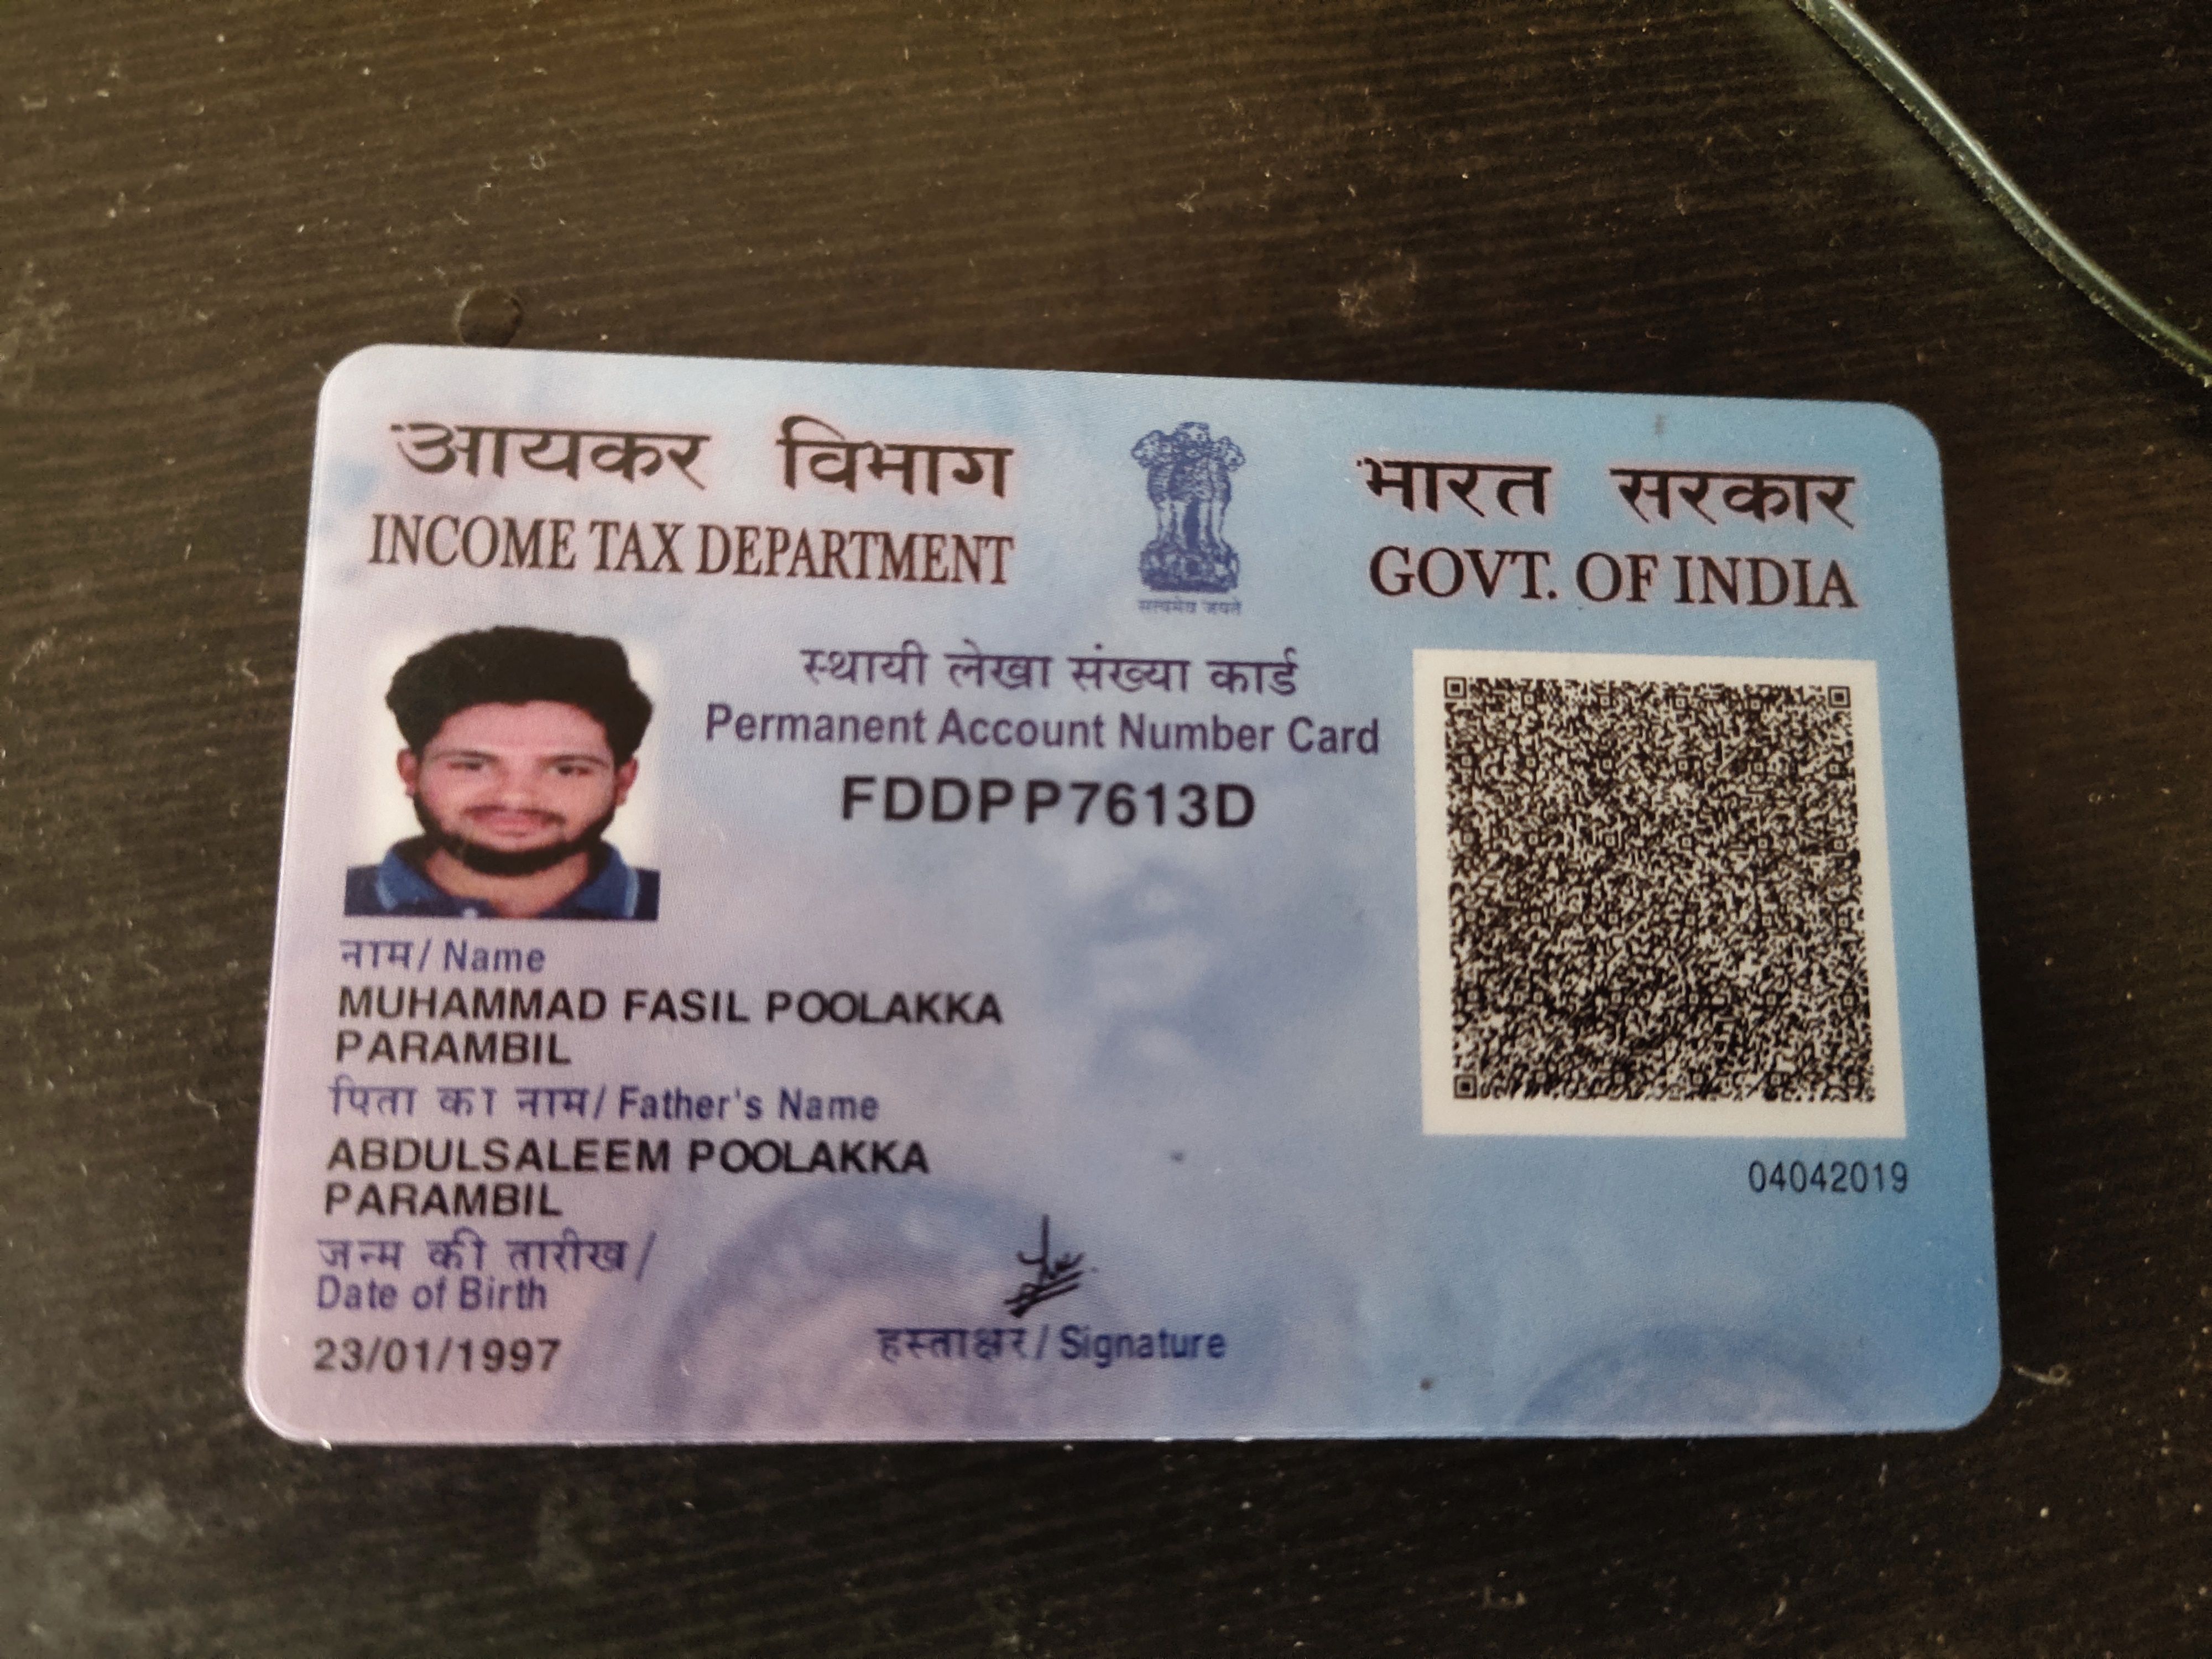 आयकर विभाग
INCOME TAX DEPARTMENT
सत्यमेव जयते
भारत सरकार
GOVT. OF INDIA
स्थायी लेखा संख्या कार्ड
Permanent Account Number Card
FDDPP7613D
नाम / Name
MUHAMMAD FASIL POOLAKKA
PARAMBIL
पिता का नाम / Father's Name
ABDULSALEEM POOLAKKA
PARAMBIL
जन्म की तारीख /
Date of Birth
23/01/1997
हस्ताक्षर / Signature
04042019